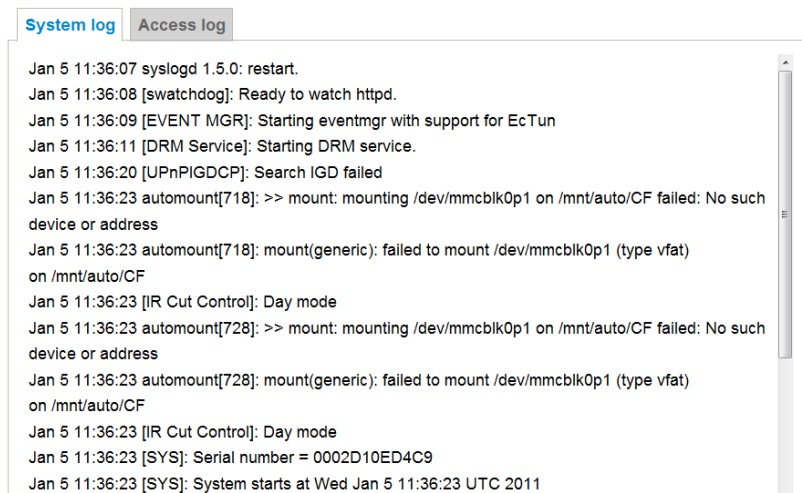 System log Access log
Jan 5 11:36:07 syslogd 1.5.0: restart.
Jan 5 11:36:08 [swatchdog]: Ready to watch httpd.
Jan 5 11:36:09 [EVENT MGR]: Starting eventmgr with support for EcTun
Jan 5 11:36:11 [DRM Service]: Starting DRM service.
Jan 5 11:36:20 [UPnPIGDCP]: Search IGD failed
Jan 5 11:36:23 automount[718]: >> mount: mounting /dev/mmcblk0p1 on /mnt/auto/CF failed: No such
device or address
Jan 5 11:36:23 automount[718]: mount(generic): failed to mount /dev/mmcblk0p1 (type vfat)
on /mnt/auto/CF
Jan 5 11:36:23 [IR Cut Control]: Day mode
Jan 5 11:36:23 automount[728]: >> mount: mounting /dev/mmcblk0p1 on /mnt/auto/CF failed: No such
device or address
Jan 5 11:36:23 automount[728]: mount(generic): failed to mount /dev/mmcblk0p1 (type vfat)
on /mnt/auto/CF
Jan 5 11:36:23 [IR Cut Control]: Day mode
Jan 5 11:36:23 [SYS]: Serial number = 0002D10ED4C9
Jan 5 11:36:23 [SYS]: System starts at Wed Jan 5 11:36:23 UTC 2011